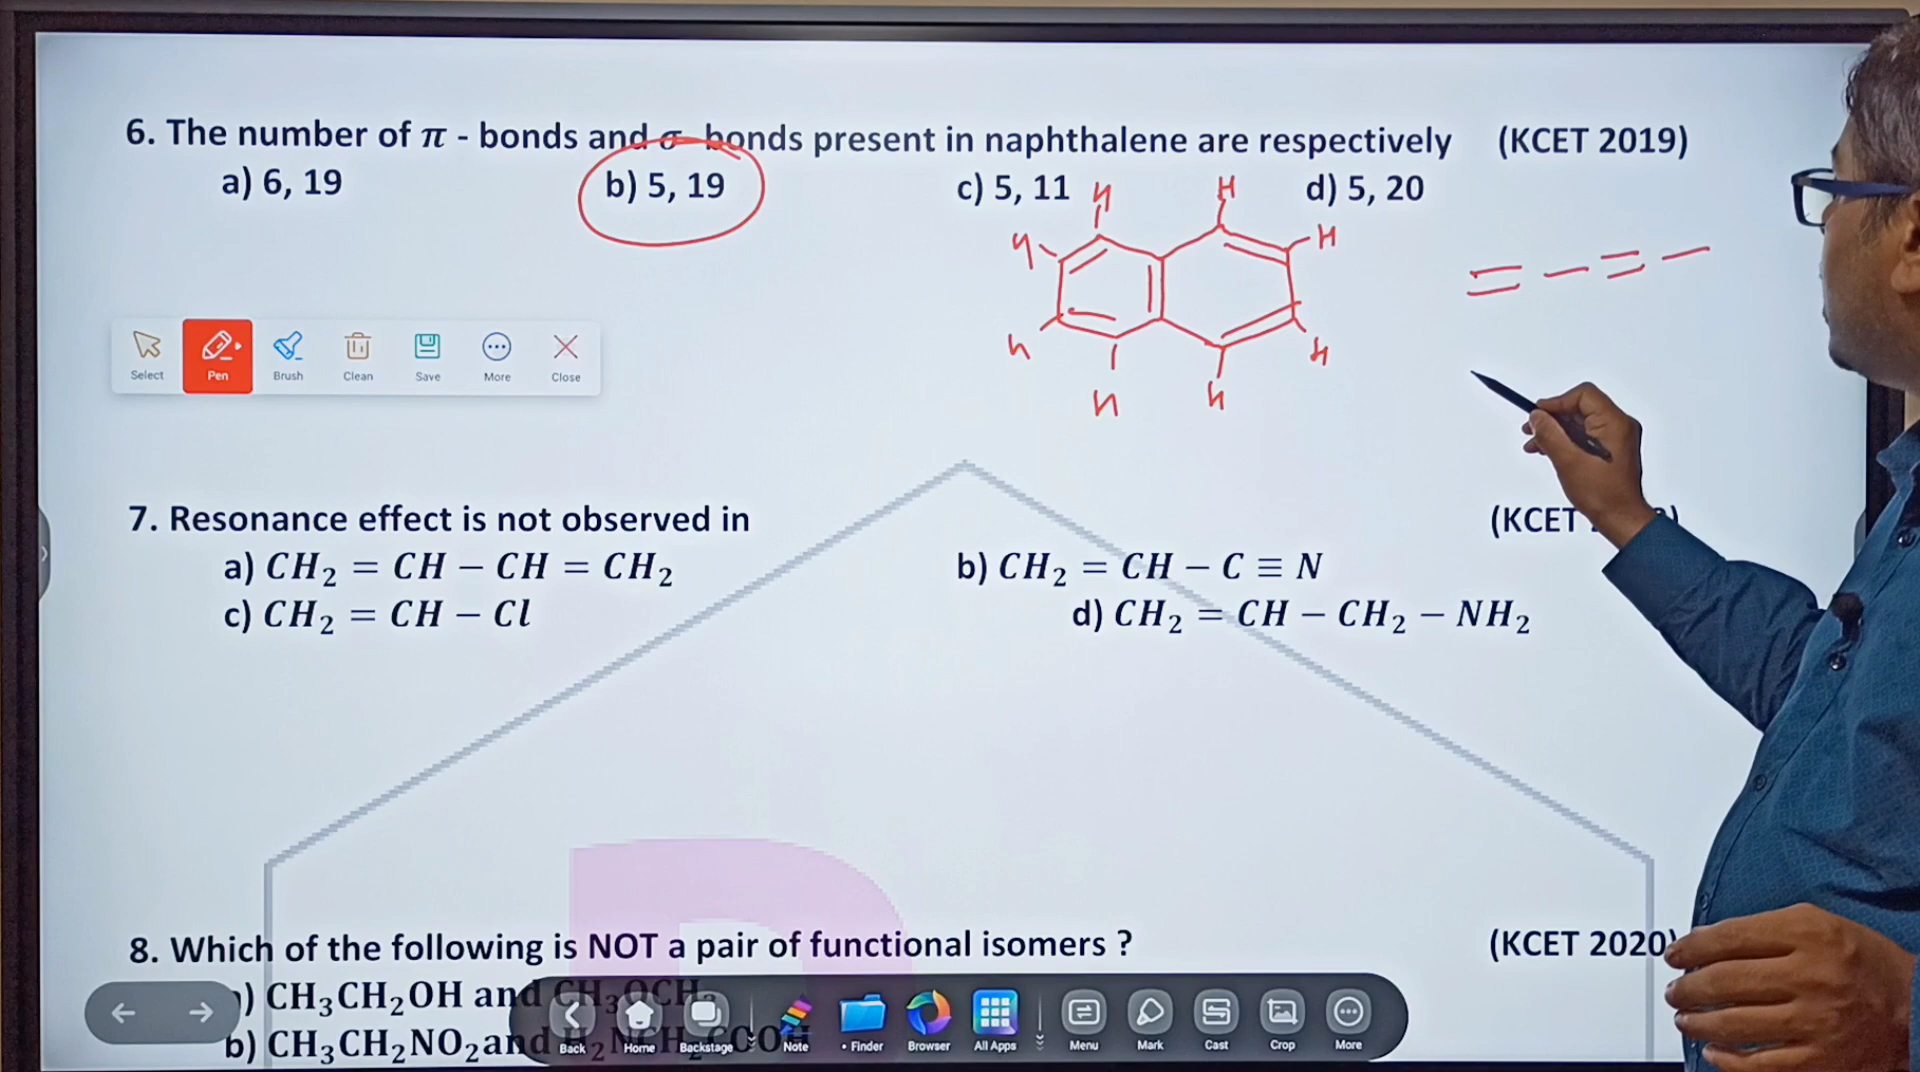 6. The number of π - bonds and σ bonds present in naphthalene are respectively (KCET 2019)
a) 6, 19 b) 5, 19 c) 5, 11 d) 5, 20
H H
H H
H H
H H
Select Pen Brush Clean Save More Close
7. Resonance effect is not observed in (KCET
a) CH₂ = CH − CH = CH₂ b) CH₂ = CH − C ≡ N
c) CH₂ = CH − Cl d) CH₂ = CH − CH₂ − NH₂
8. Which of the following is NOT a pair of functional isomers ? (KCET 2020)
) CH₃CH₂OH and CH₃OCH₃
b) CH₃CH₂NO₂and H₂NCH₂COOH
Back Home Backstage Note • Finder Browser All Apps Menu Mark Cast Crop More